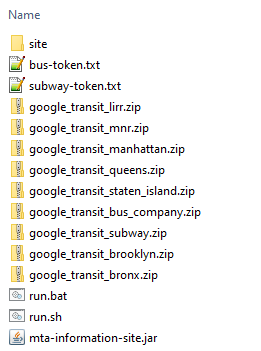 Name
site
bus-token.txt
subway-token.txt
google_transit_lirr.zip
google_transit_mnr.zip
google_transit_manhattan.zip
google_transit_queens.zip
google_transit_staten_island.zip
google_transit_bus_company.zip
google_transit_subway.zip
google_transit_brooklyn.zip
google_transit_bronx.zip
run.bat
run.sh
mta-information-site.jar